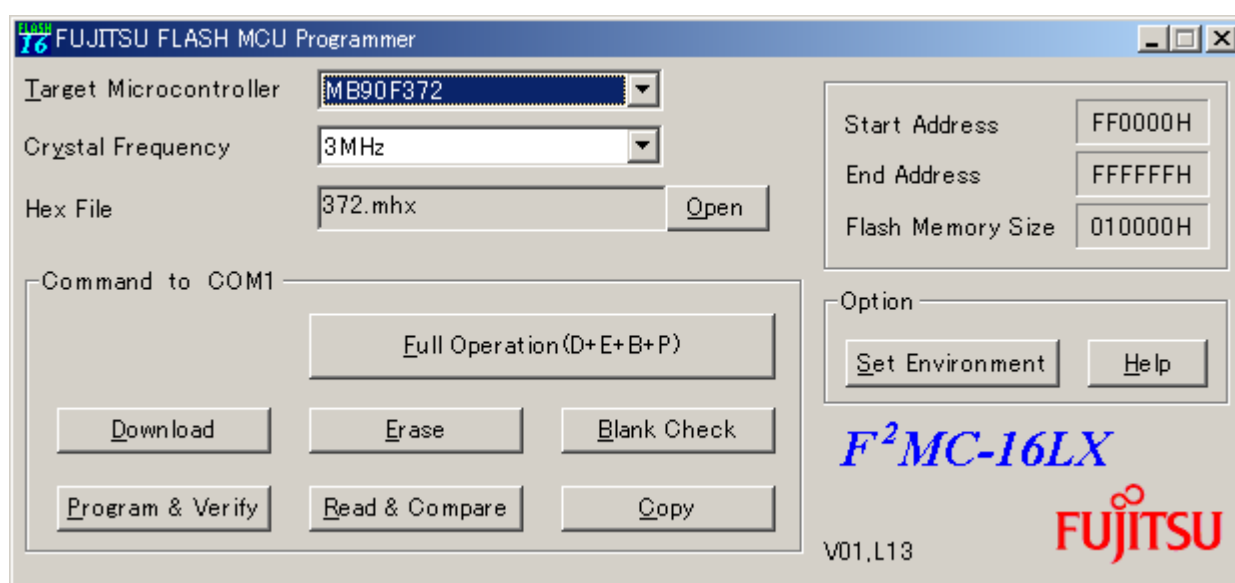 FLASH
16 FUJITSU FLASH MCU Programmer
Target Microcontroller MB90F372
Crystal Frequency 3MHz
Hex File 372.mhx Open
Start Address FF0000H
End Address FFFFFFH
Flash Memory Size 010000H
Command to COM1
Full Operation(D+E+B+P)
Download Erase Blank Check
Program & Verify Read & Compare Copy
Option
Set Environment Help
F²MC-16LX
FUJITSU
V01,L13